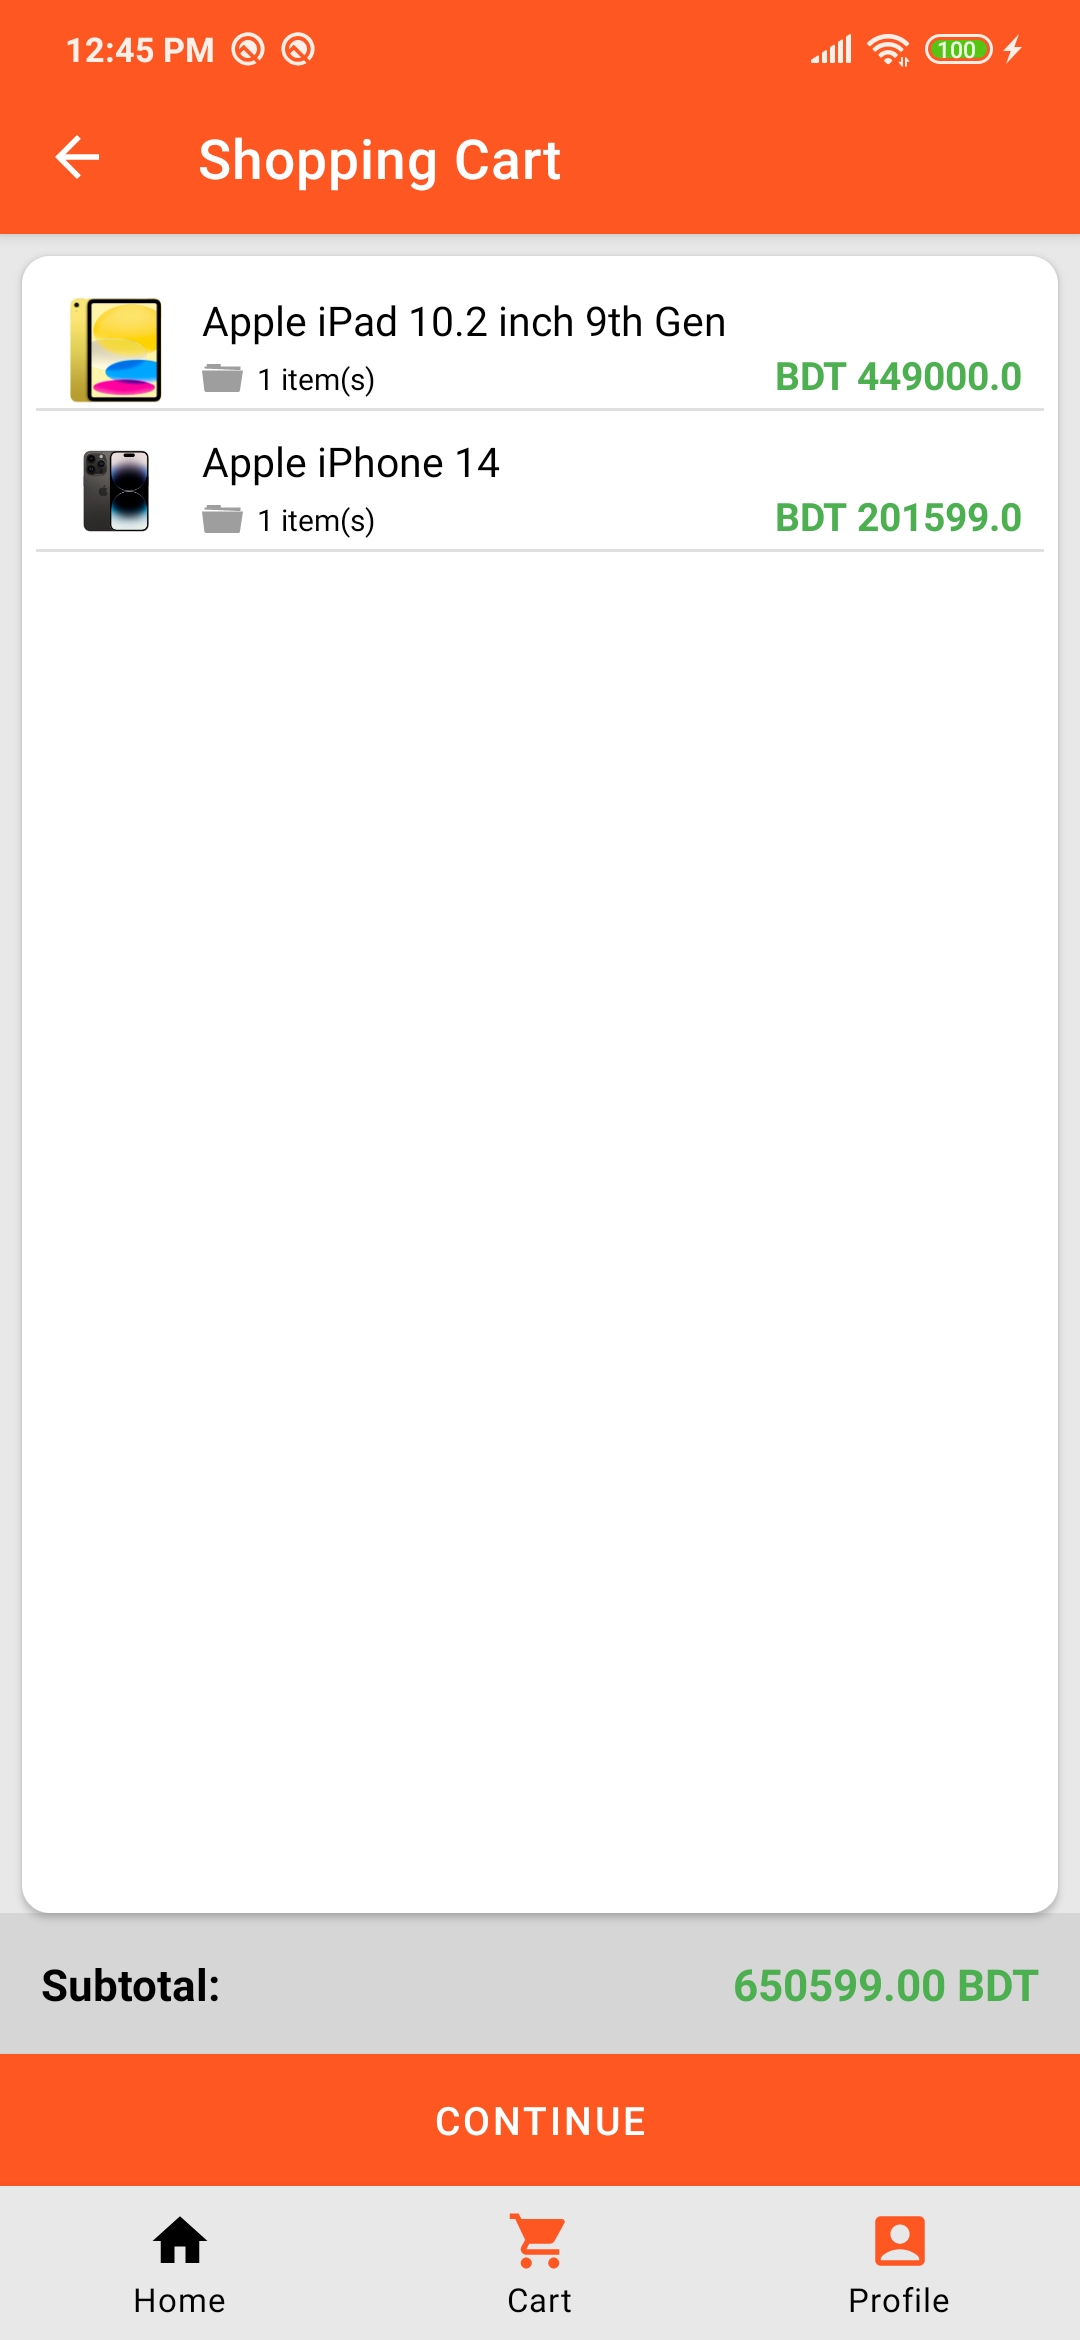 12:45 PM
100
Shopping Cart
Apple iPad 10.2 inch 9th Gen
1 item(s)
BDT 449000.0
Apple iPhone 14
1 item(s)
BDT 201599.0
Subtotal:
650599.00 BDT
CONTINUE
Home
Cart
Profile